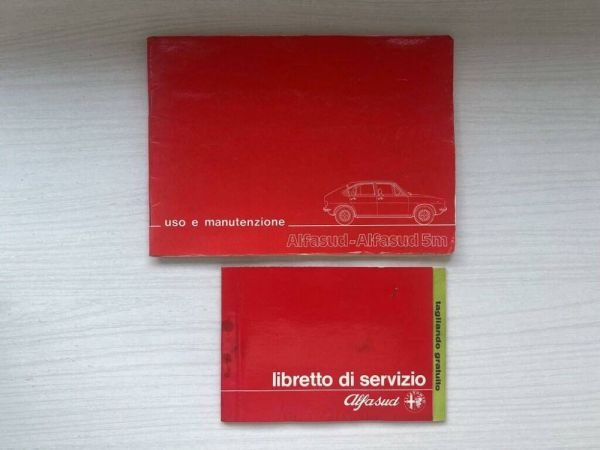 uso e manutenzione
Alfasud-Alfasud 5m
libretto di servizio
Alfasud
tagliando gratuito